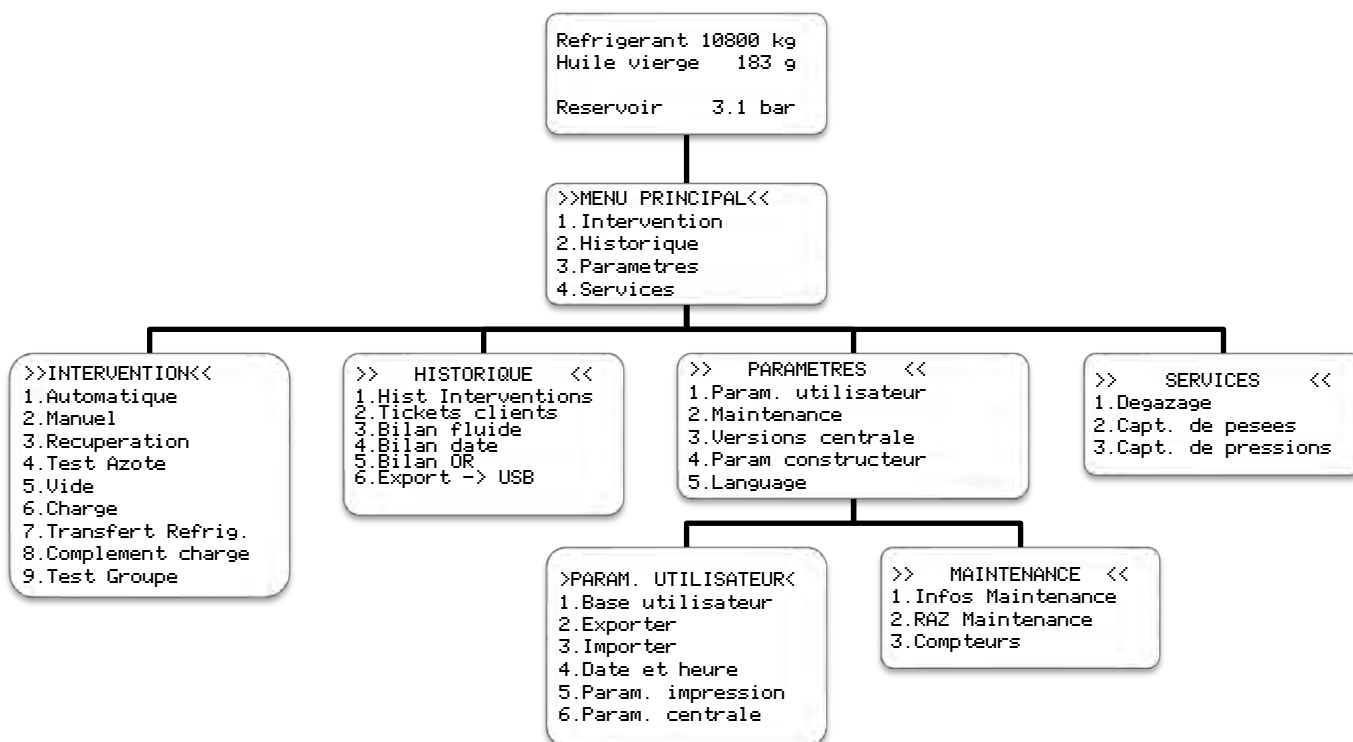 Refrigerant 10800 kg
Huile vierge 183 g
Reservoir 3.1 bar
>>MENU PRINCIPAL<<
1.Intervention
2.Historique
3.Parametres
4.Services
>>INTERVENTION<<
1.Automatique
2.Manuel
3.Recuperation
4.Test Azote
5.Vide
6.Charge
7.Transfert Refrig.
8.Complement charge
9.Test Groupe
>> HISTORIQUE <<
1.Hist Interventions
2.Tickets clients
3.Bilan fluide
4.Bilan date
5.Bilan OR
6.Export -> USB
>> PARAMETRES <<
1.Param. utilisateur
2.Maintenance
3.Versions centrale
4.Param constructeur
5.Language
>> SERVICES <<
1.Degazage
2.Capt. de pesees
3.Capt. de pressions
>PARAM. UTILISATEUR<
1.Base utilisateur
2.Exporter
3.Importer
4.Date et heure
5.Param. impression
6.Param. centrale
>> MAINTENANCE <<
1.Infos Maintenance
2.RAZ Maintenance
3.Compteurs